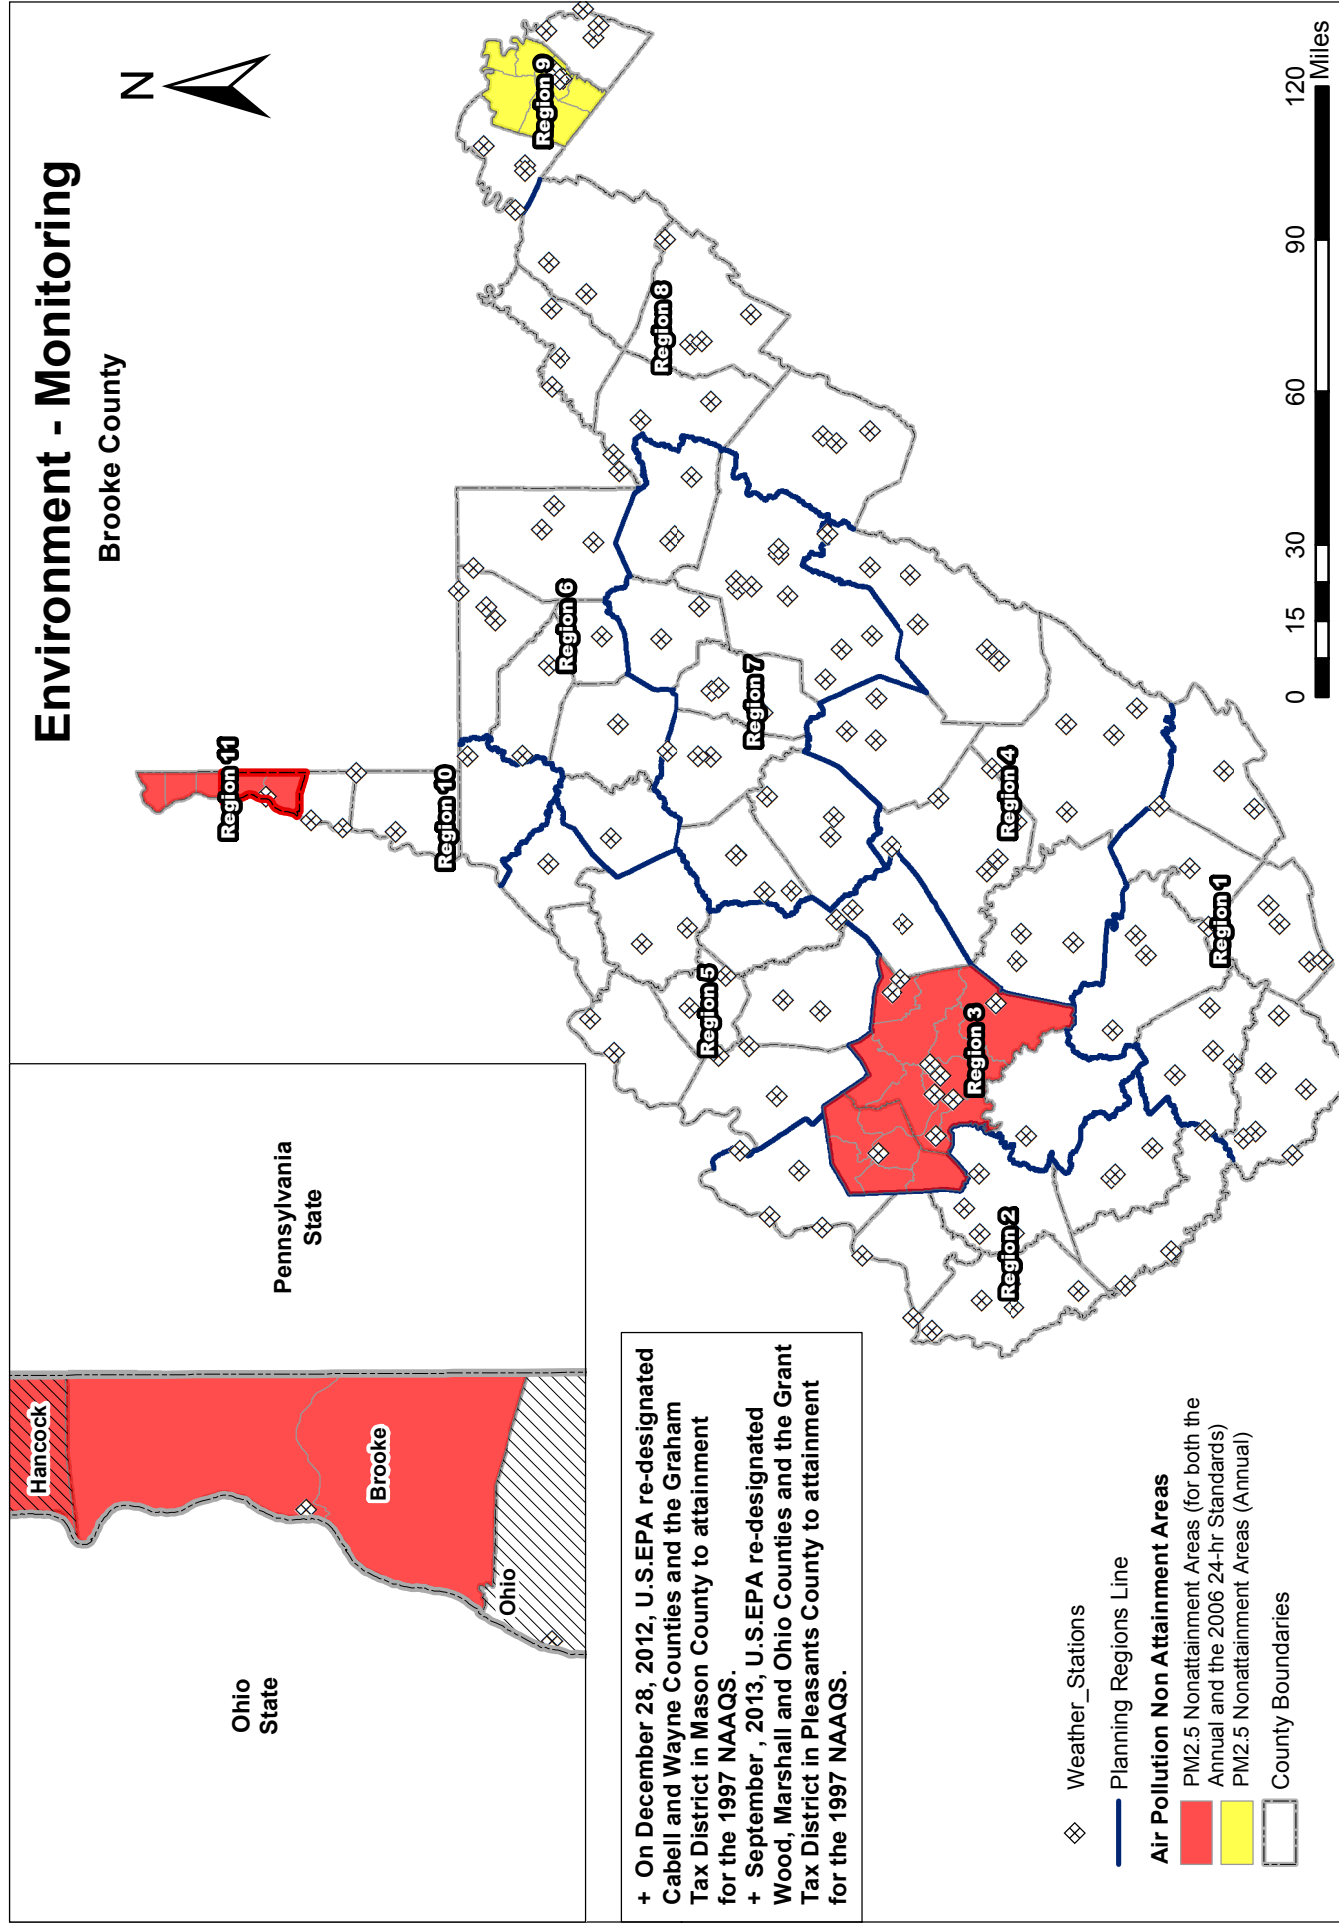 Environment - Monitoring
Brooke County
N
Hancock
Brooke
Ohio
Ohio
State
Pennsylvania
State
+ On December 28, 2012, U.S.EPA re-designated
Cabell and Wayne Counties and the Graham
Tax District in Mason County to attainment
for the 1997 NAAQS.
+ September , 2013, U.S.EPA re-designated
Wood, Marshall and Ohio Counties and the Grant
Tax District in Pleasants County to attainment
for the 1997 NAAQS.
Region 11
Region 10
Region 9
Region 6
Region 8
Region 5
Region 7
Region 3
Region 4
Region 2
Region 1
Weather_Stations
Planning Regions Line
Air Pollution Non Attainment Areas
PM2.5 Nonattainment Areas (for both the
Annual and the 2006 24-hr Standards)
PM2.5 Nonattainment Areas (Annual)
County Boundaries
0 15 30 60 90 120
Miles